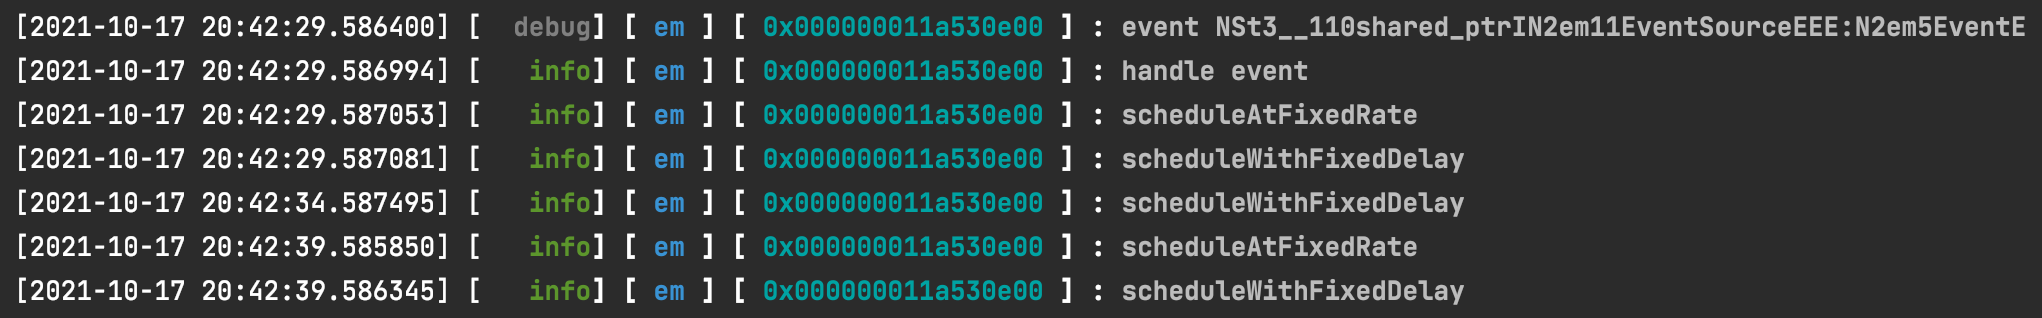 [2021-10-17 20:42:29.586400] [  debug] [ em ] [ 0x000000011a530e00 ] : event NSt3__110shared_ptrIN2em11EventSourceEEE:N2em5EventE
[2021-10-17 20:42:29.586994] [   info] [ em ] [ 0x000000011a530e00 ] : handle event
[2021-10-17 20:42:29.587053] [   info] [ em ] [ 0x000000011a530e00 ] : scheduleAtFixedRate
[2021-10-17 20:42:29.587081] [   info] [ em ] [ 0x000000011a530e00 ] : scheduleWithFixedDelay
[2021-10-17 20:42:34.587495] [   info] [ em ] [ 0x000000011a530e00 ] : scheduleWithFixedDelay
[2021-10-17 20:42:39.585850] [   info] [ em ] [ 0x000000011a530e00 ] : scheduleAtFixedRate
[2021-10-17 20:42:39.586345] [   info] [ em ] [ 0x000000011a530e00 ] : scheduleWithFixedDelay